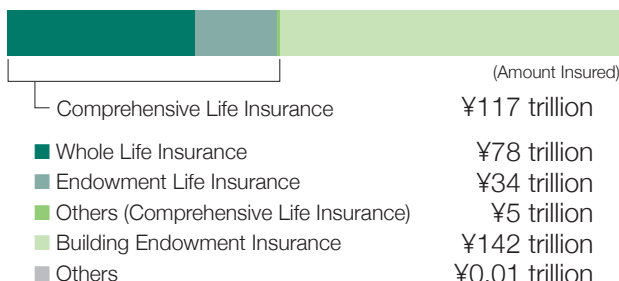 (Amount Insured)
Comprehensive Life Insurance ¥117 trillion
Whole Life Insurance ¥78 trillion
Endowment Life Insurance ¥34 trillion
Others (Comprehensive Life Insurance) ¥5 trillion
Building Endowment Insurance ¥142 trillion
Others ¥0.01 trillion